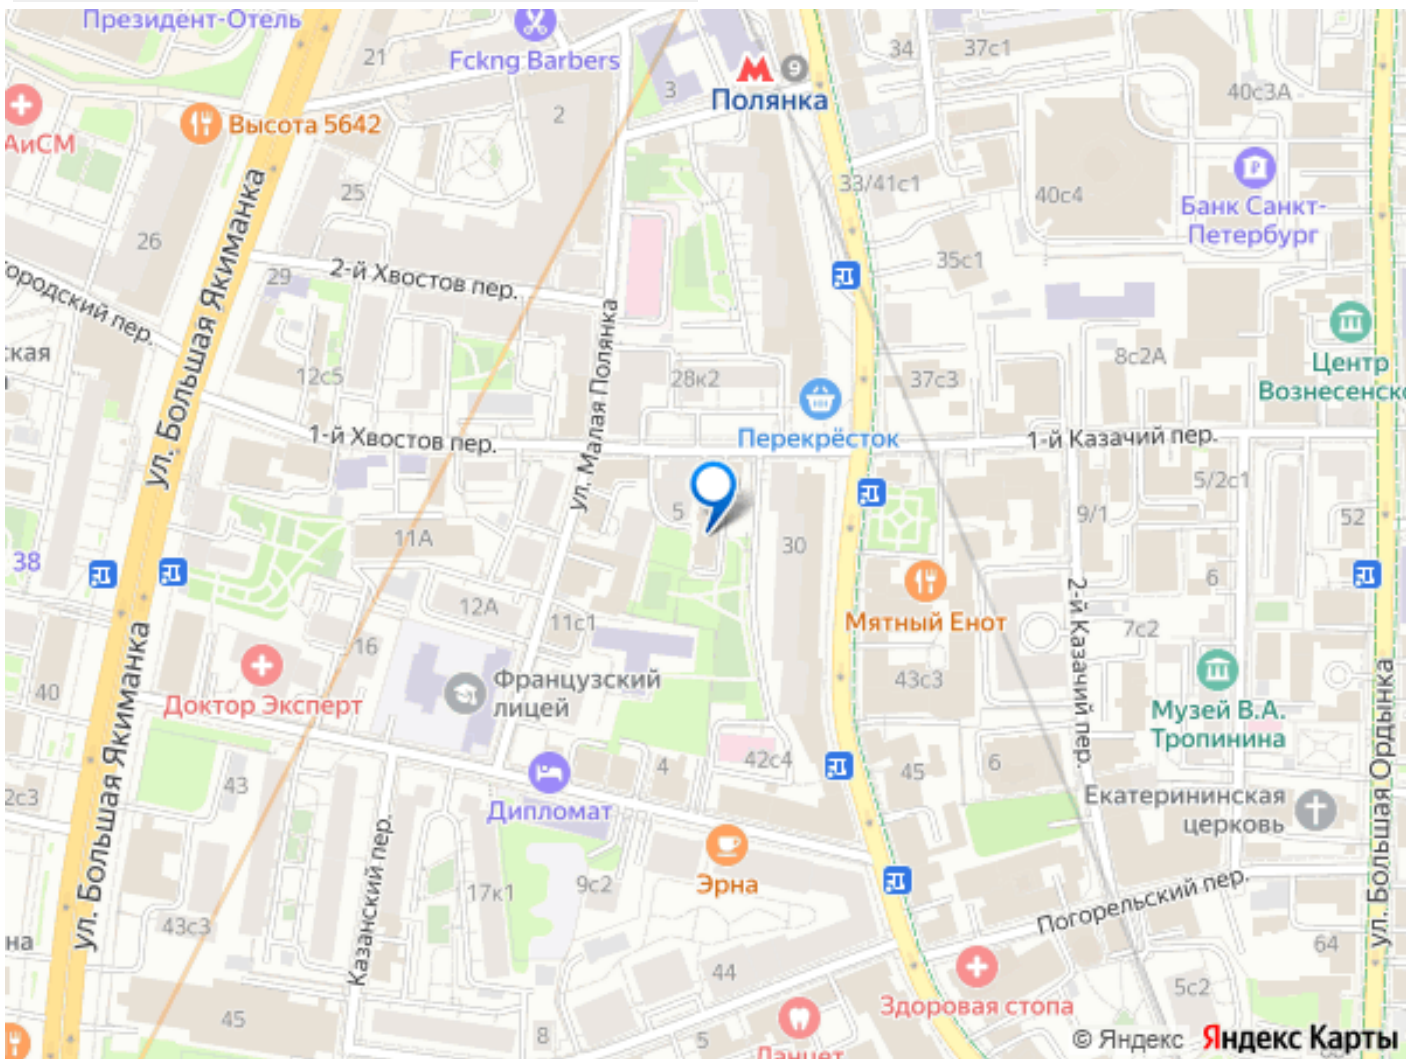 Президент-Отель
21
Fckng Barbers
3
9
Полянка
34
37с1
40с3А
АиСМ
Высота 5642
2
33/41с1
40с4
Банк Санкт-
Петербург
25
26
29
2-й Хвостов пер.
35с1
ородский пер.
ул. Большая Якиманка
ул. Малая Полянка
ская
12с5
28к2
37с3
8с2А
Центр
Вознесенско
Перекрёсток
1-й Хвостов пер.
1-й Казачий пер.
5/2с1
5
9/1
52
11А
30
38
6
12А
11с1
Мятный Енот
2-й Казачий пер.
7с2
16
Французский
лицей
43с3
40
Доктор Эксперт
Музей В.А.
Тропинина
ул. Большая Якиманка
ул. Большая Ордынка
4
42с4
45
6
43
2с3
Дипломат
Екатерининская
церковь
Казанский пер.
Эрна
17к1
9с2
43с3
на
Погорельский пер.
64
44
Здоровая стопа
5с2
45
8
5
Ланцет
© Яндекс
Яндекс Карты